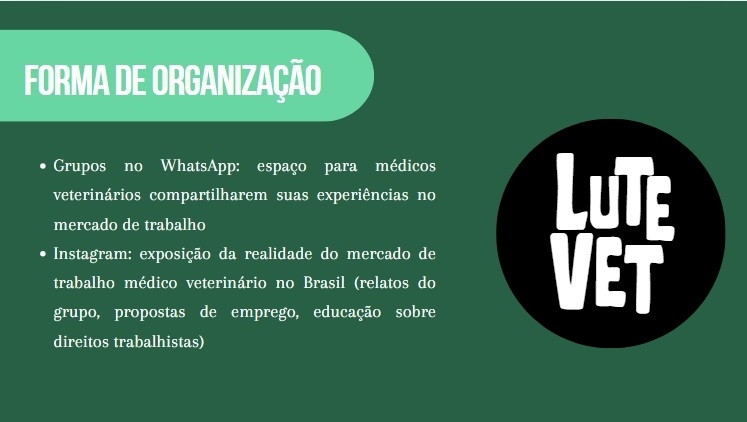 FORMA DE ORGANIZAÇÃO
• Grupos no WhatsApp: espaço para médicos
veterinários compartilharem suas experiências no
mercado de trabalho
• Instagram: exposição da realidade do mercado de
trabalho médico veterinário no Brasil (relatos do
grupo, propostas de emprego, educação sobre
direitos trabalhistas)
LUTE
VET